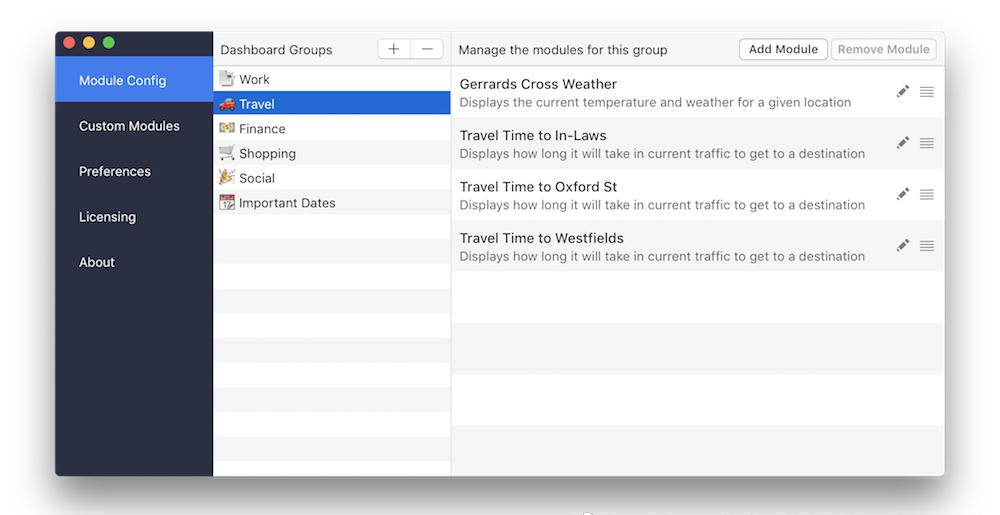 Module Config
Custom Modules
Preferences
Licensing
About
Dashboard Groups
Work
Travel
Finance
Shopping
Social
Important Dates
Manage the modules for this group
Add Module
Remove Module
Gerrards Cross Weather
Displays the current temperature and weather for a given location
Travel Time to In-Laws
Displays how long it will take in current traffic to get to a destination
Travel Time to Oxford St
Displays how long it will take in current traffic to get to a destination
Travel Time to Westfields
Displays how long it will take in current traffic to get to a destination